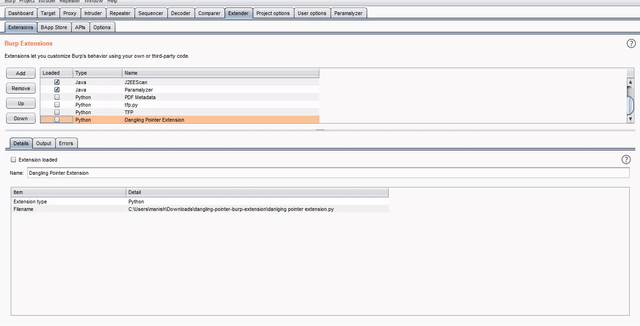 Burp Project Intruder Repeater Window Help
Dashboard Target Proxy Intruder Repeater Sequencer Decoder Comparer Extender Project options User options Paramalyzer
Extensions BApp Store APIs Options
Burp Extensions
Extensions let you customize Burp's behavior using your own or third-party code.
Add Loaded Type Name
Java J2EEScan
Remove Java Paramalyzer
Python PDF Metadata
Up Python tfp.py
Python TFP
Down Python Dangling Pointer Extension
Details Output Errors
Extension loaded
Name: Dangling Pointer Extension
Item Detail
Extension type Python
Filename C:\Users\manish\Downloads\dangling-pointer-burp-extension\danlging pointer extension.py